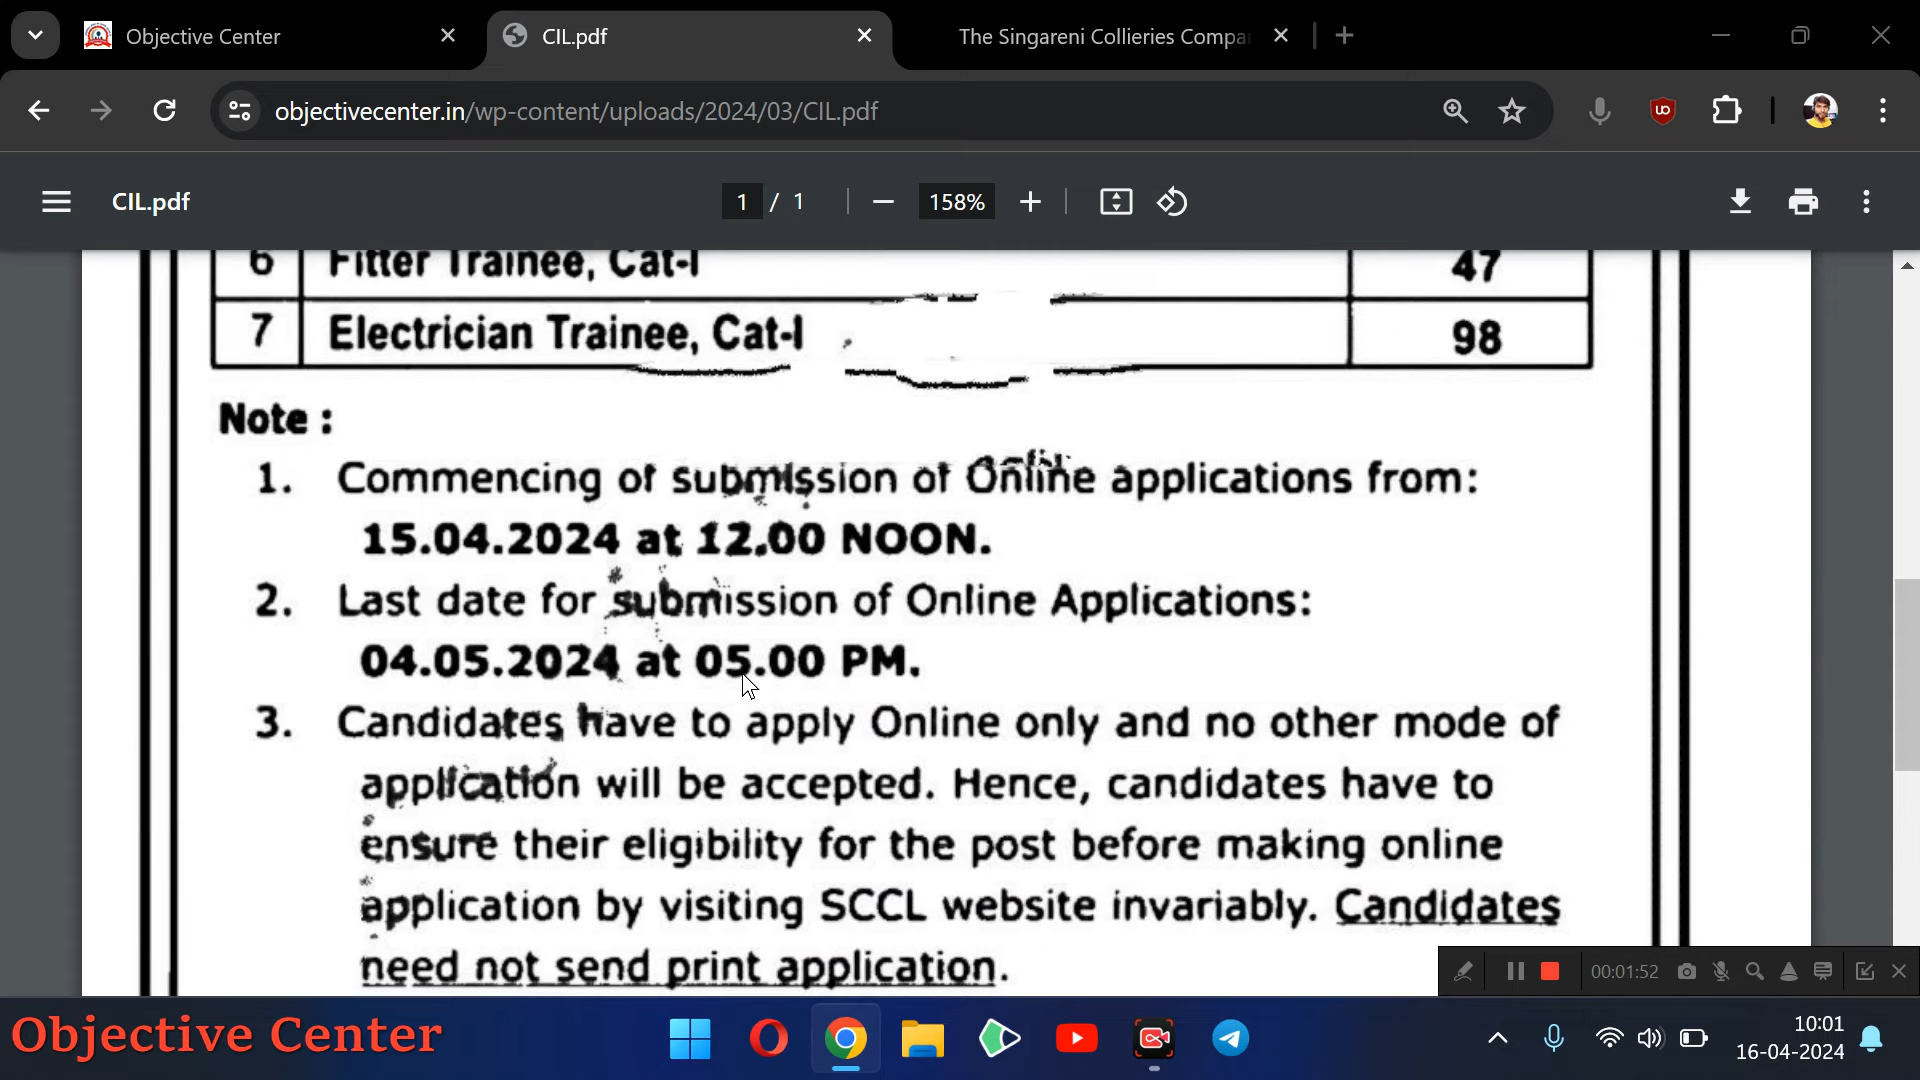 Objective Center
CIL.pdf
The Singareni Collieries Compa
objectivecenter.in/wp-content/uploads/2024/03/CIL.pdf
CIL.pdf
1 / 1
158%
6 Fitter Trainee, Cat-I 47
7 Electrician Trainee, Cat-I 98
Note :
1. Commencing of submission of Online applications from:
15.04.2024 at 12.00 NOON.
2. Last date for submission of Online Applications:
04.05.2024 at 05.00 PM.
3. Candidates have to apply Online only and no other mode of
application will be accepted. Hence, candidates have to
ensure their eligibility for the post before making online
application by visiting SCCL website invariably. Candidates
need not send print application.
00:01:52
Objective Center
10:01
16-04-2024